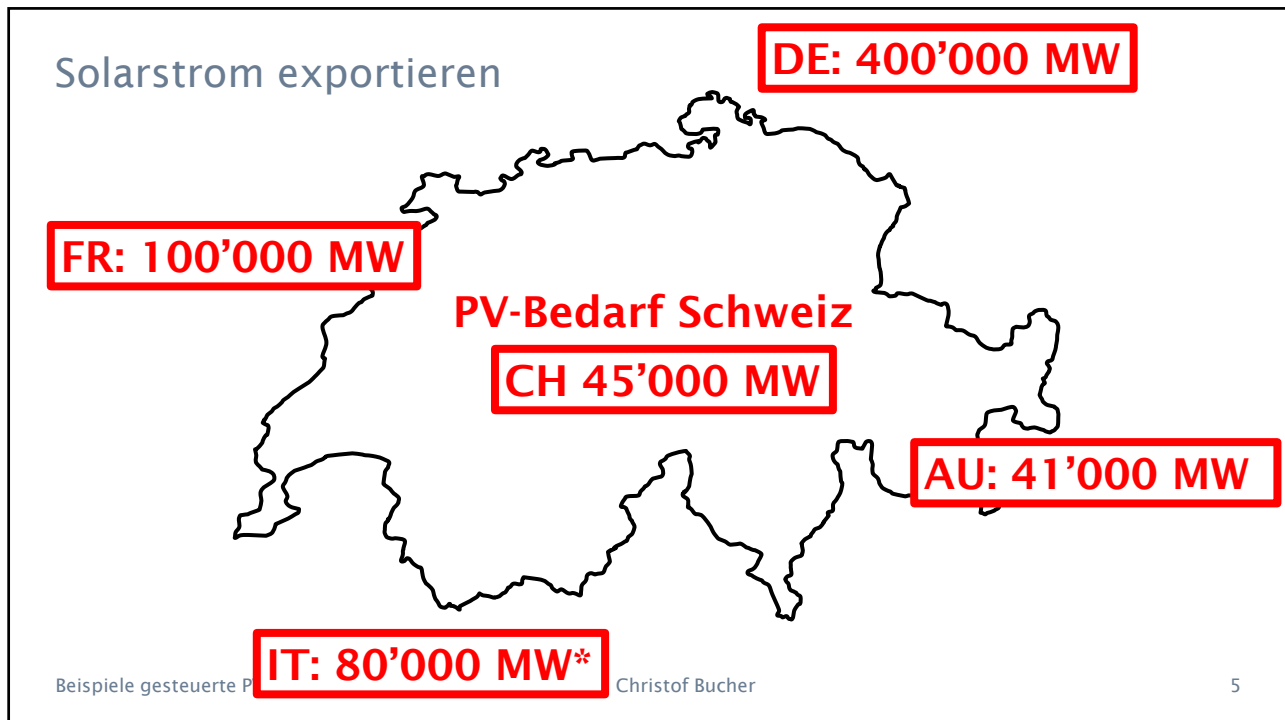 Solarstrom exportieren
DE: 400’000 MW
FR: 100’000 MW
PV-Bedarf Schweiz
CH 45’000 MW
AU: 41’000 MW
IT: 80’000 MW*
Beispiele gesteuerte Christof Bucher 5